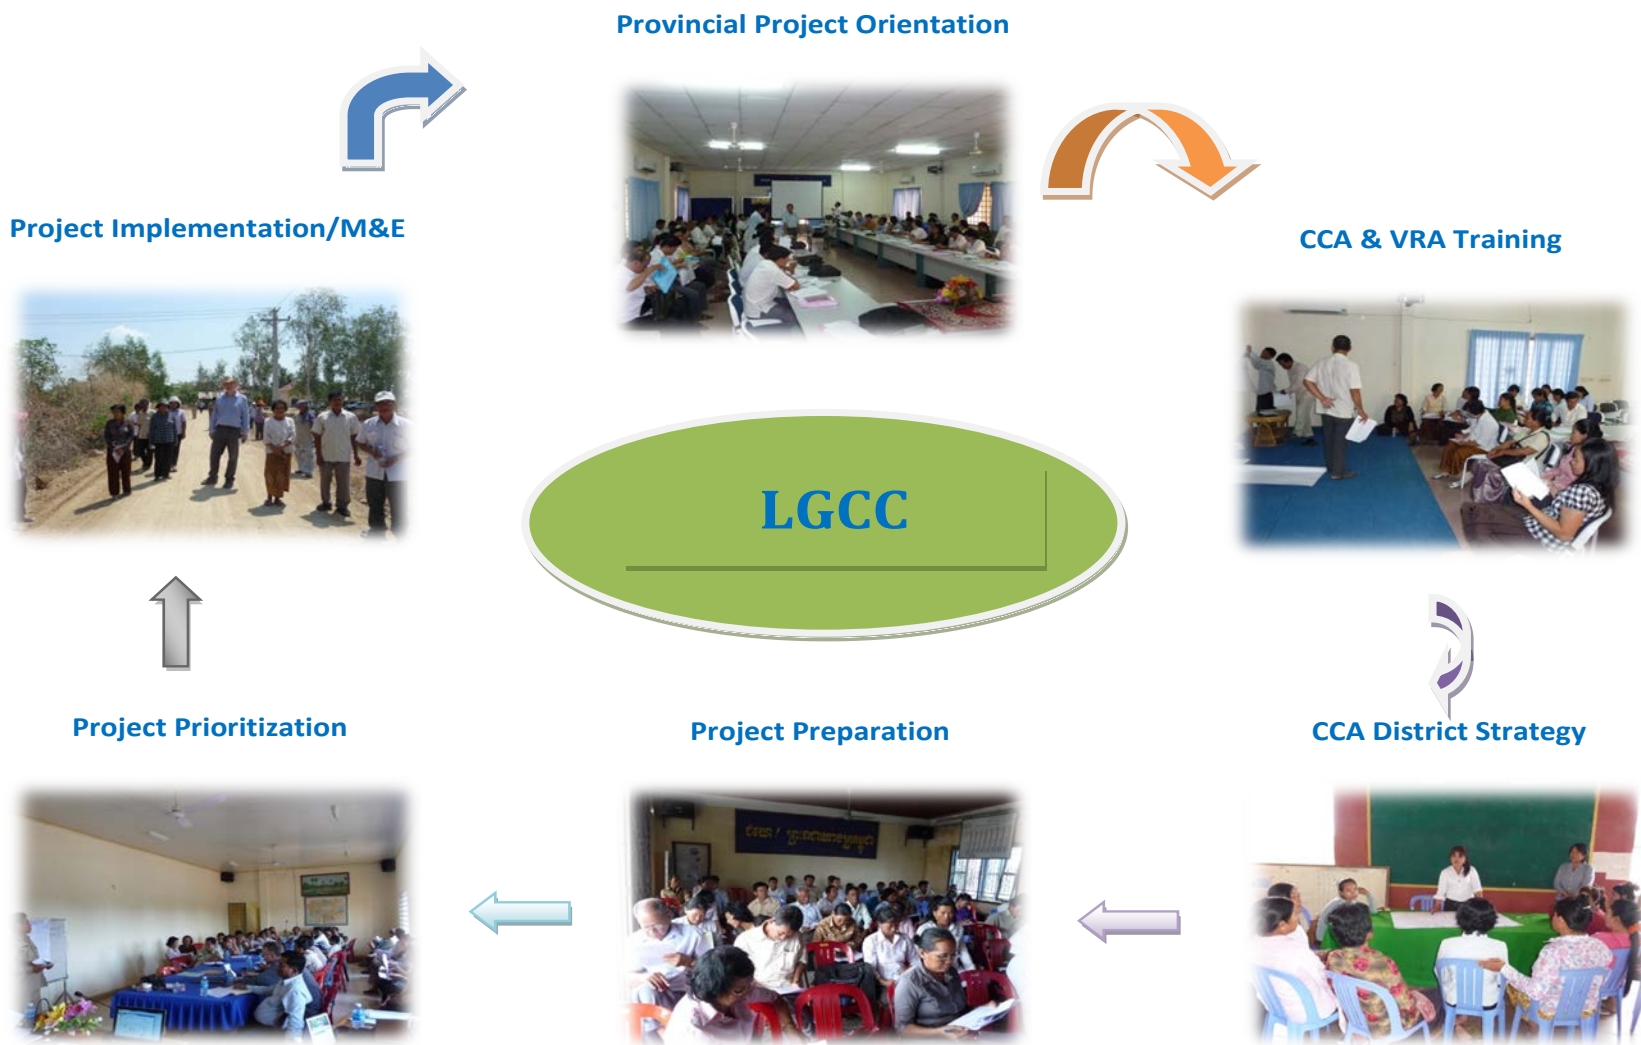 Provincial Project Orientation
Project Implementation/M&E
CCA & VRA Training
LGCC
Project Prioritization
Project Preparation
CCA District Strategy